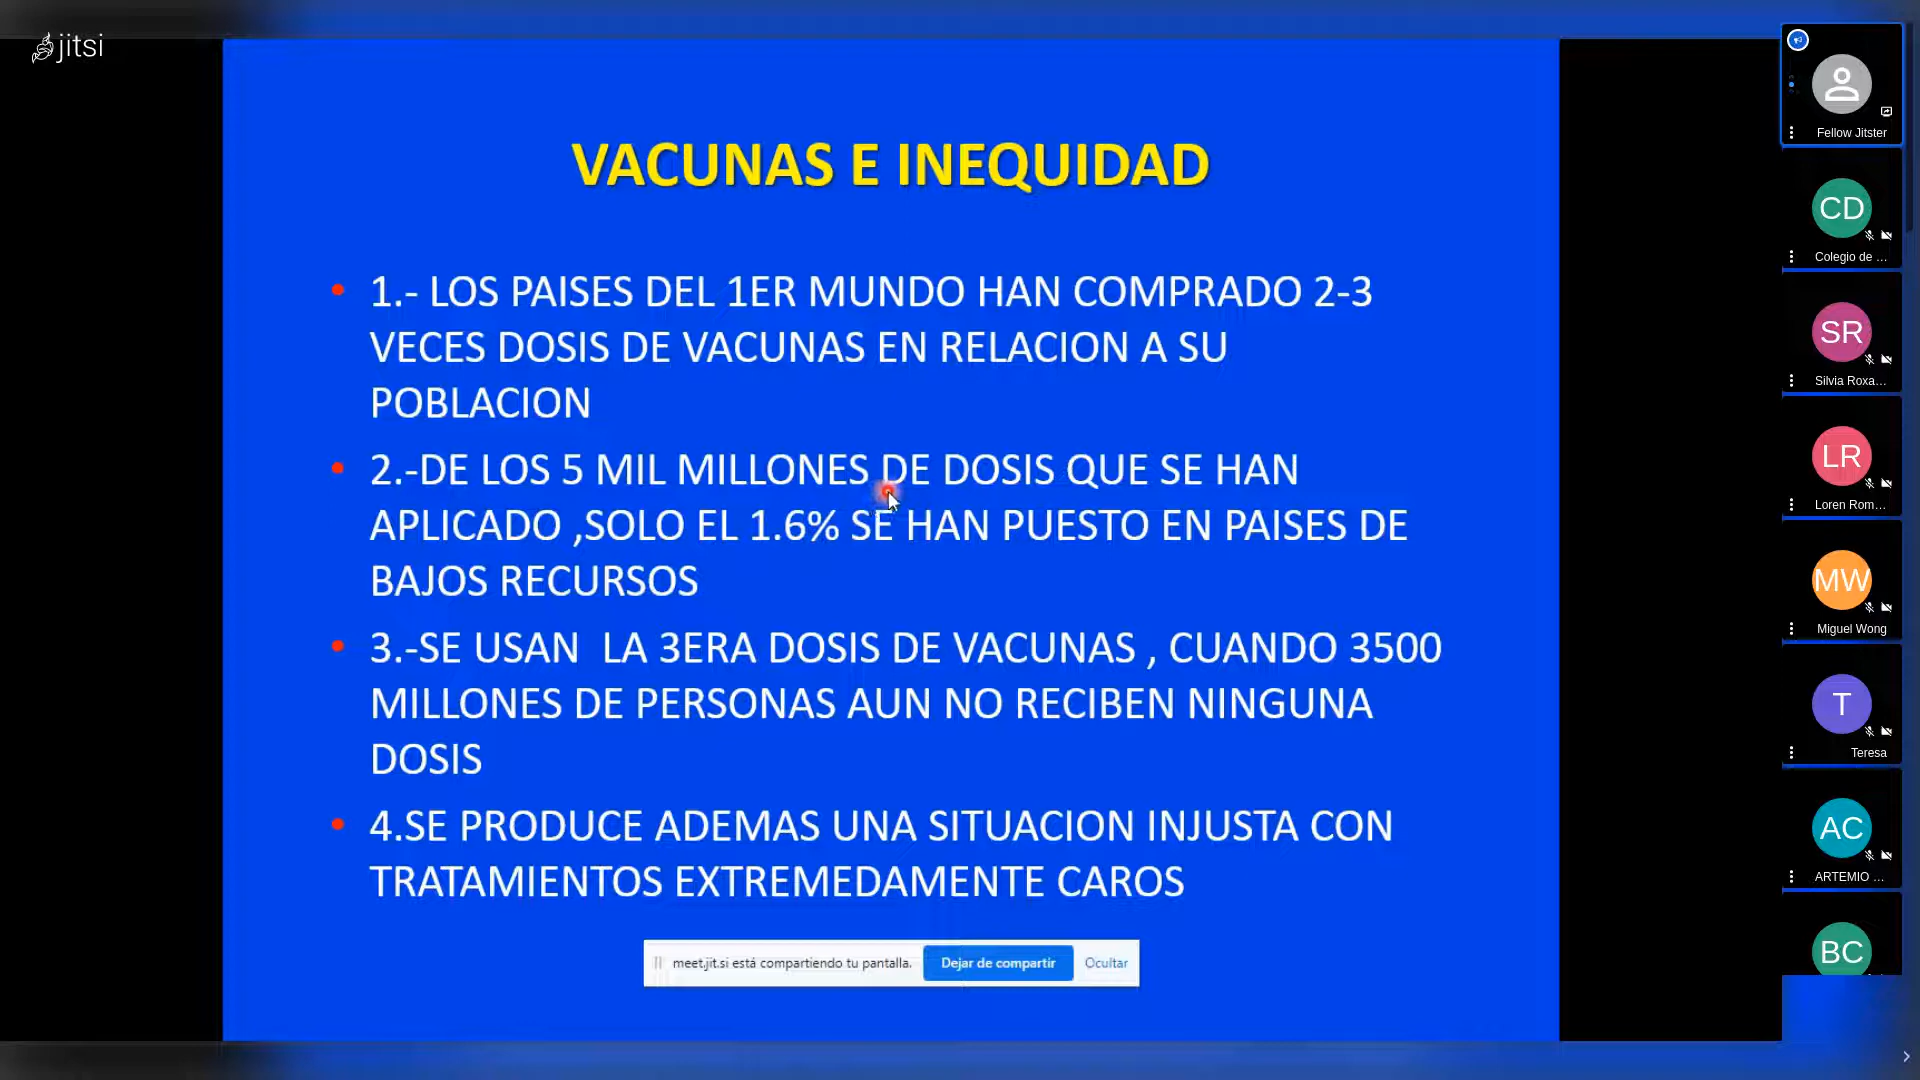 jitsi
VACUNAS E INEQUIDAD
1.- LOS PAISES DEL 1ER MUNDO HAN COMPRADO 2-3
VECES DOSIS DE VACUNAS EN RELACION A SU
POBLACION
2.-DE LOS 5 MIL MILLONES DE DOSIS QUE SE HAN
APLICADO ,SOLO EL 1.6% SE HAN PUESTO EN PAISES DE
BAJOS RECURSOS
3.-SE USAN LA 3ERA DOSIS DE VACUNAS , CUANDO 3500
MILLONES DE PERSONAS AUN NO RECIBEN NINGUNA
DOSIS
4.SE PRODUCE ADEMAS UNA SITUACION INJUSTA CON
TRATAMIENTOS EXTREMEDAMENTE CAROS
meet.jit.si está compartiendo tu pantalla.
Dejar de compartir
Ocultar
Fellow Jitster
CD
Colegio de ...
SR
Silvia Roxa...
LR
Loren Rom...
MW
Miguel Wong
T
Teresa
AC
ARTEMIO ...
BC